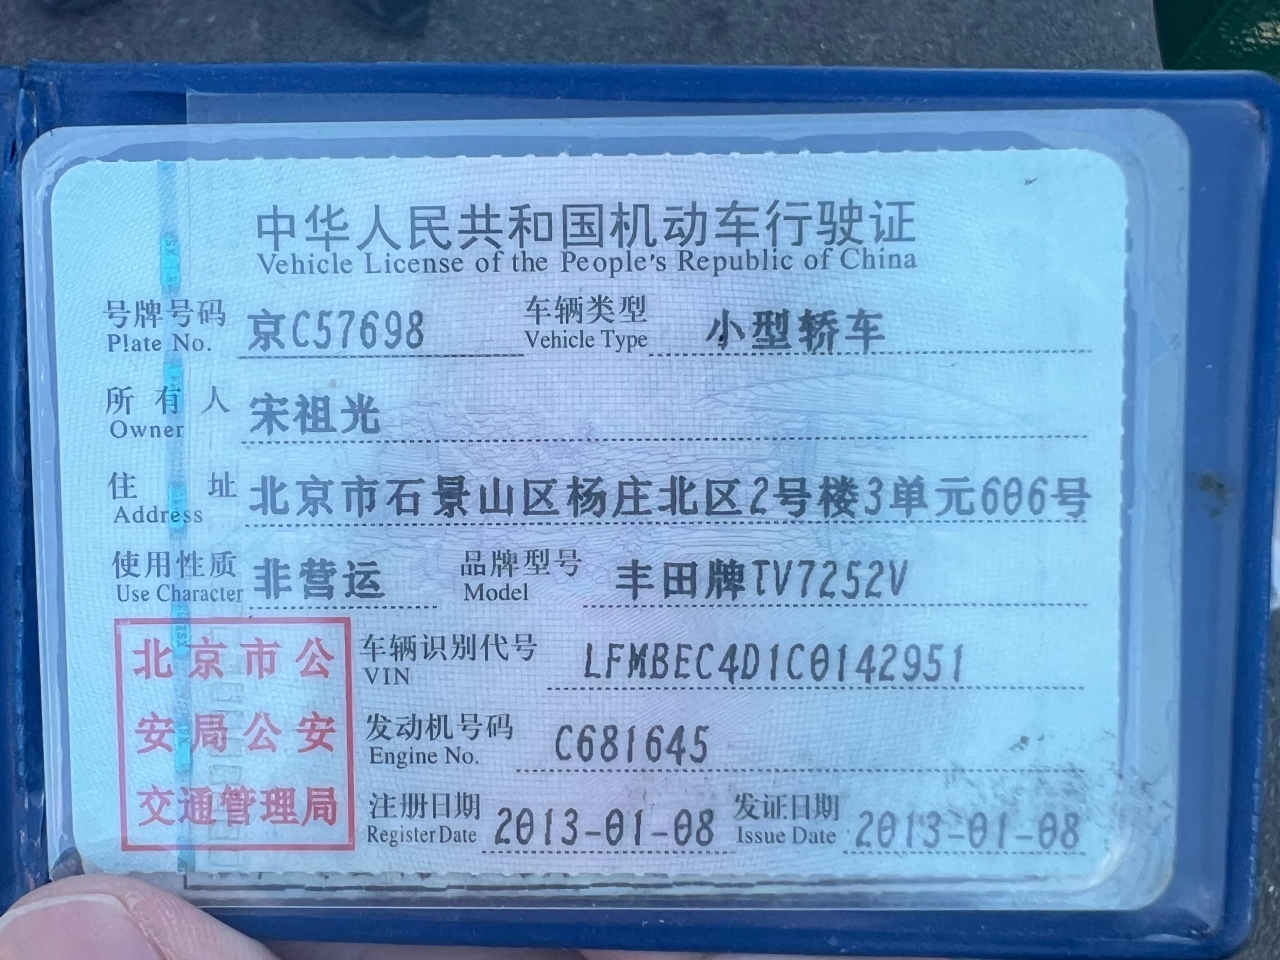 中华人民共和国机动车行驶证
Vehicle License of the People's Republic of China
号牌号码 京C57698 车辆类型 小型轿车
Plate No. Vehicle Type
所有人 宋祖光
Owner
住址 北京市石景山区杨庄北区2号楼3单元606号
Address
使用性质 非营运 品牌型号 丰田牌TV7252V
Use Character Model
北京市公
安局公安
交通管理局
车辆识别代号 LFMBEC4D1C0142951
VIN
发动机号码 C681645
Engine No.
注册日期 2013-01-08 发证日期 2013-01-08
Register Date Issue Date